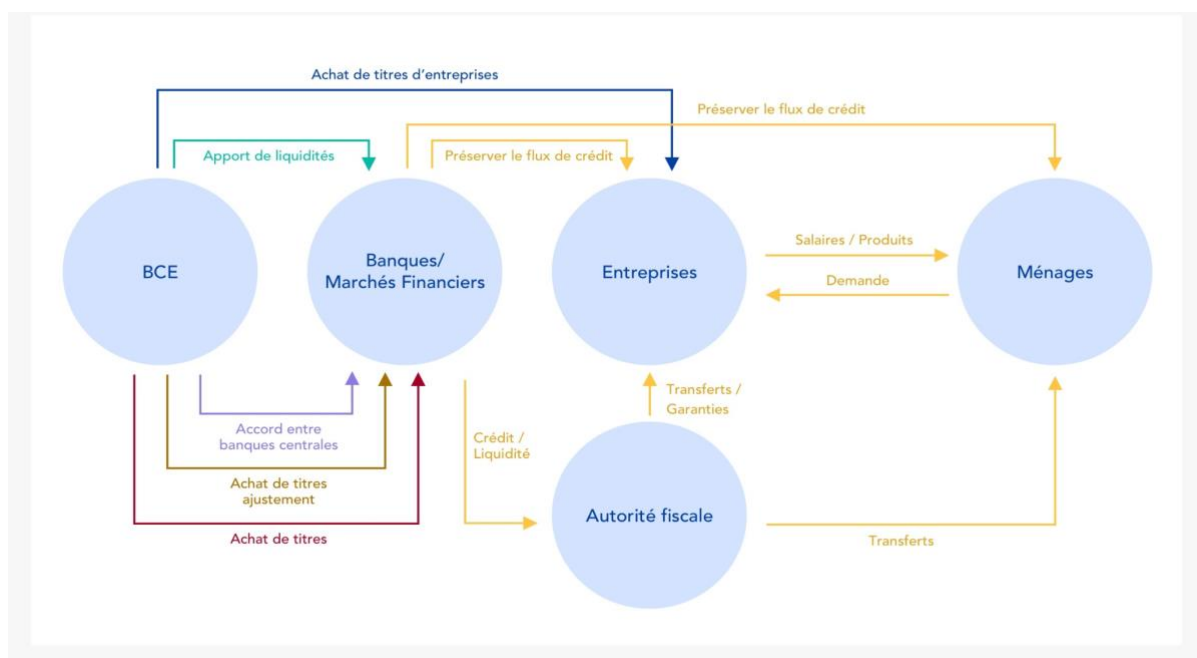 Achat de titres d’entreprises
Préserver le flux de crédit
Apport de liquidités
Préserver le flux de crédit
BCE
Banques/
Marchés Financiers
Entreprises
Salaires / Produits
Demande
Ménages
Accord entre
banques centrales
Achat de titres
ajustement
Achat de titres
Crédit /
Liquidité
Transferts /
Garanties
Autorité fiscale
Transferts